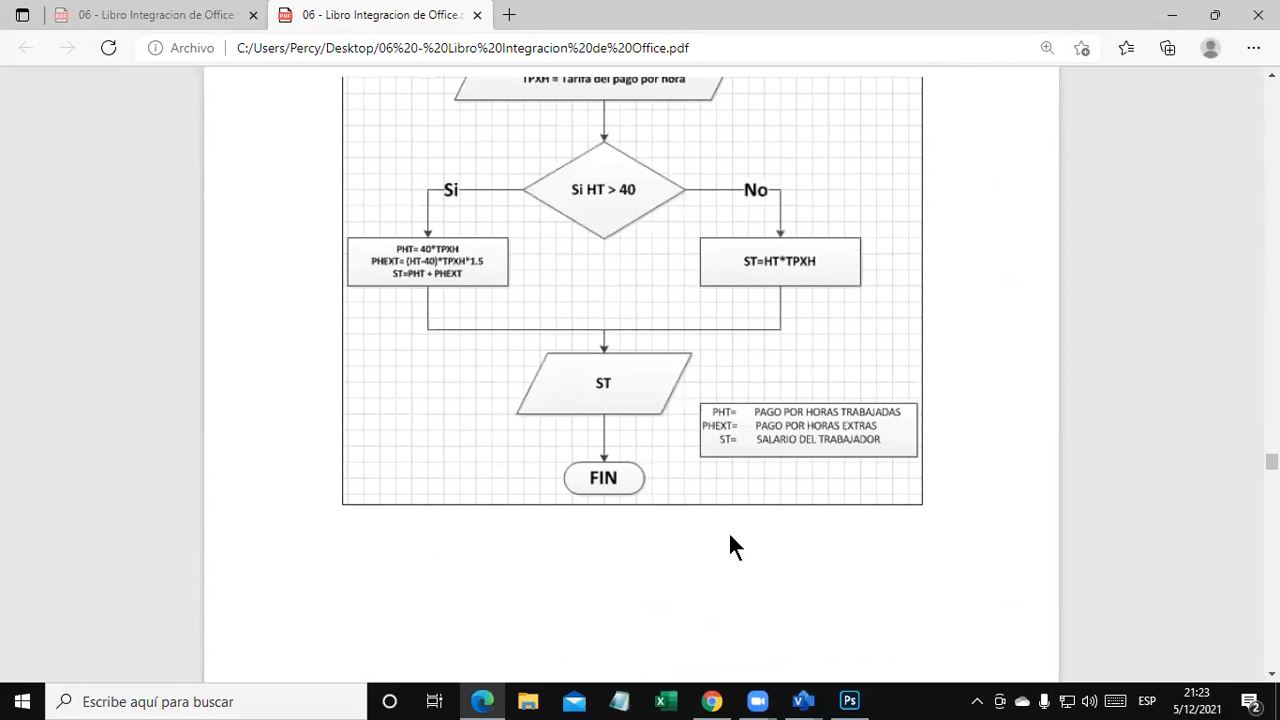 06 - Libro Integracion de Office
06 - Libro Integracion de Office.p
Archivo
C:/Users/Percy/Desktop/06%20-%20Libro%20Integracion%20de%20Office.pdf
TPXH = Tarifa del pago por hora
Si HT > 40
Si
No
PHT= 40*TPXH
PHEXT= (HT-40)*TPXH*1.5
ST=PHT + PHEXT
ST=HT*TPXH
ST
PHT= PAGO POR HORAS TRABAJADAS
PHEXT= PAGO POR HORAS EXTRAS
ST= SALARIO DEL TRABAJADOR
FIN
Escribe aquí para buscar
ESP
21:23
5/12/2021
2